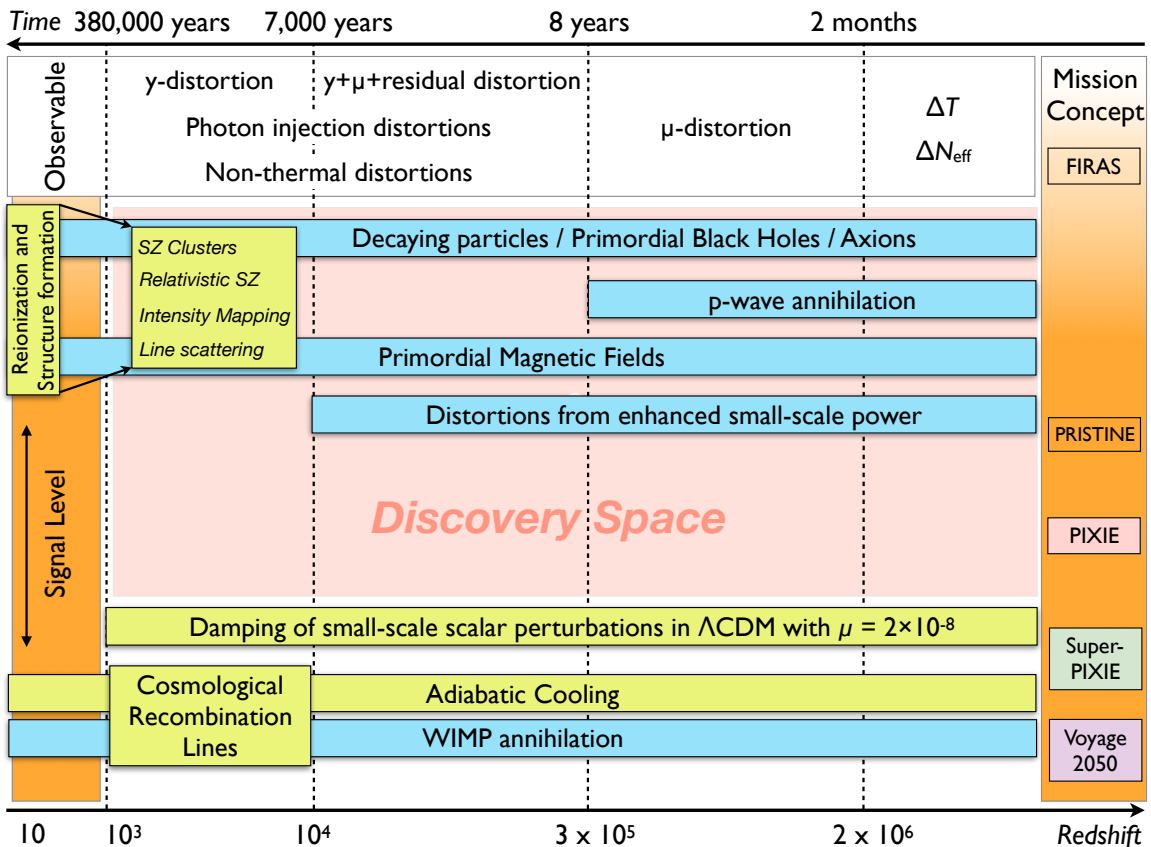 Time 380,000 years 7,000 years 8 years 2 months
Observable
y-distortion y+μ+residual distortion
Photon injection distortions
Non-thermal distortions
μ-distortion
ΔT
ΔNeff
Mission
Concept
FIRAS
Reionization and
Structure formation
SZ Clusters
Relativistic SZ
Intensity Mapping
Line scattering
Decaying particles / Primordial Black Holes / Axions
p-wave annihilation
Primordial Magnetic Fields
Distortions from enhanced small-scale power
PRISTINE
Signal Level
Discovery Space
PIXIE
Damping of small-scale scalar perturbations in ΛCDM with μ = 2×10-8
Super-
PIXIE
Cosmological
Recombination
Lines
Adiabatic Cooling
WIMP annihilation
Voyage
2050
10 10³ 10⁴ 3 x 10⁵ 2 x 10⁶ Redshift